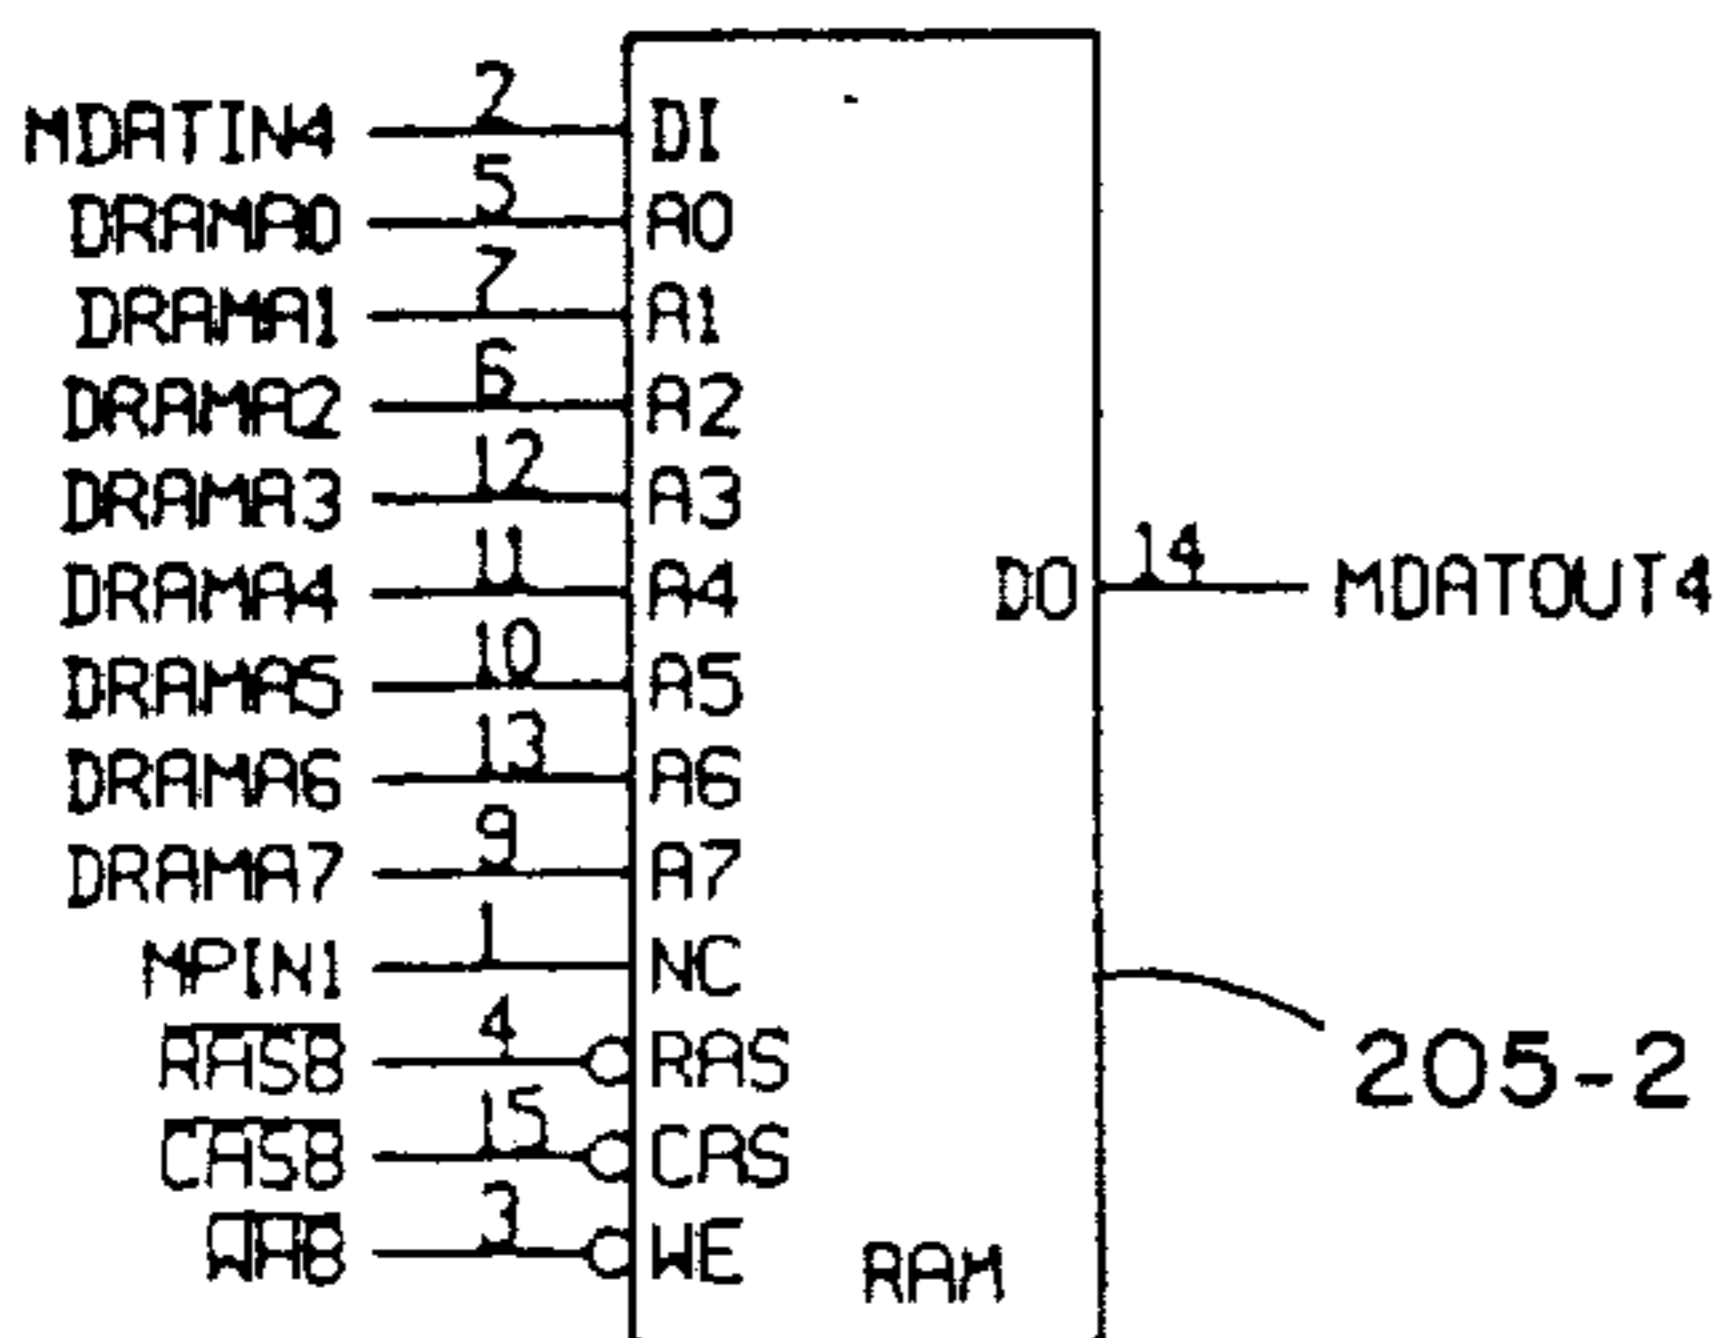 MDATIN4 2 DI
DRAMA0 5 A0
DRAMA1 7 A1
DRAMA2 6 A2
DRAMA3 12 A3
DRAMA4 11 A4
DO 14 MDATOUT4
DRAMA5 10 A5
DRAMA6 13 A6
DRAMA7 9 A7
MPIN1 1 NC
RAS8 4 RAS
205-2
CAS8 15 CAS
WA8 3 WE
RAM